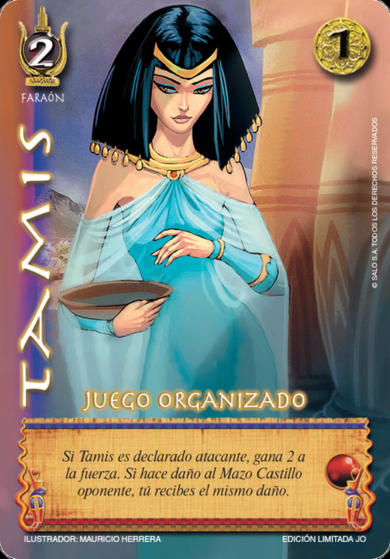 2
1
FARAÓN
TAMIS
© SALO S.A. TODOS LOS DERECHOS RESERVADOS
JUEGO ORGANIZADO
Si Tamis es declarado atacante, gana 2 a
la fuerza. Si hace daño al Mazo Castillo
oponente, tú recibes el mismo daño.
ILUSTRADOR: MAURICIO HERRERA
EDICIÓN LIMITADA JO